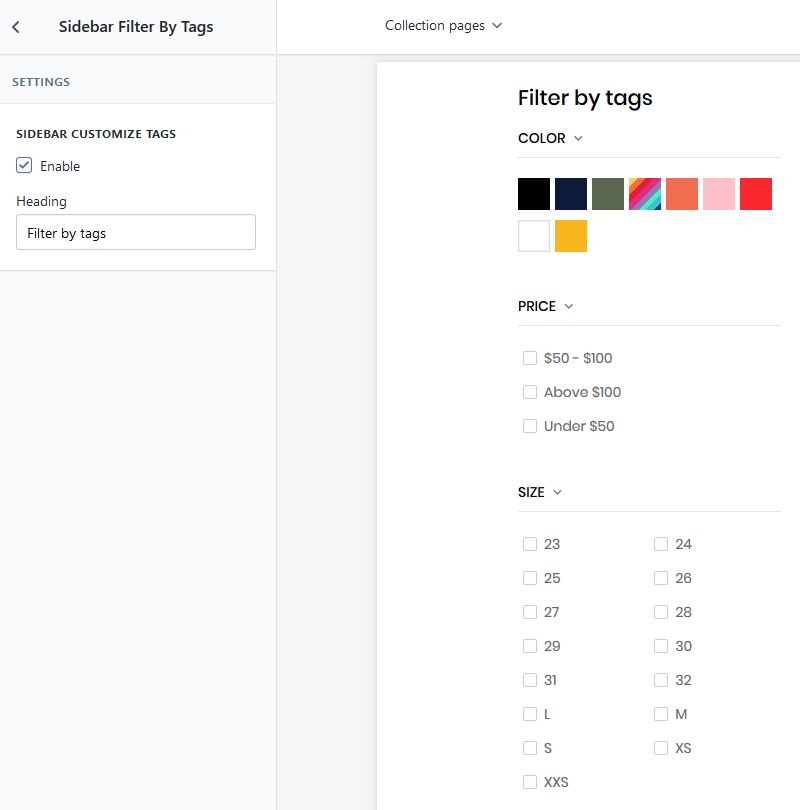 Sidebar Filter By Tags
Collection pages
SETTINGS
SIDEBAR CUSTOMIZE TAGS
Enable
Heading
Filter by tags
Filter by tags
COLOR
PRICE
$50 - $100
Above $100
Under $50
SIZE
23 24
25 26
27 28
29 30
31 32
L M
S XS
XXS